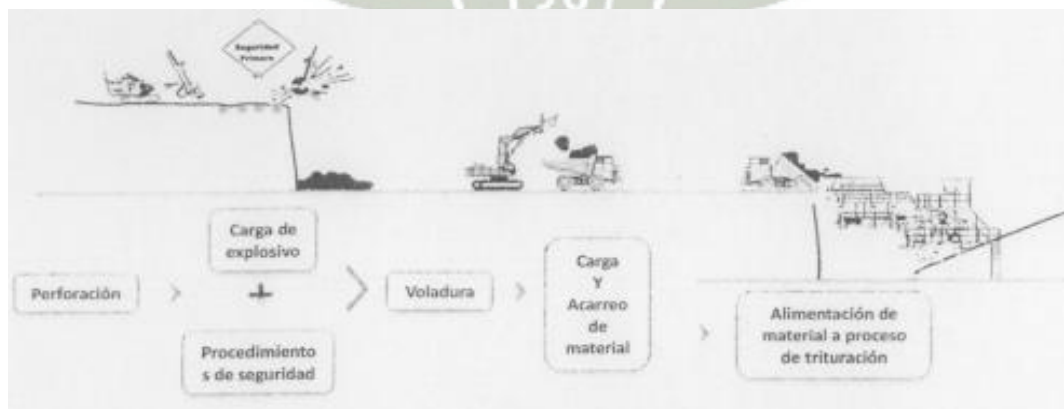 Seguridad
Primero
Carga de
explosivo
+
Perforación
Procedimiento
s de seguridad
Voladura
Carga
Y
Acarreo
de
material
Alimentación de
material a proceso
de trituración